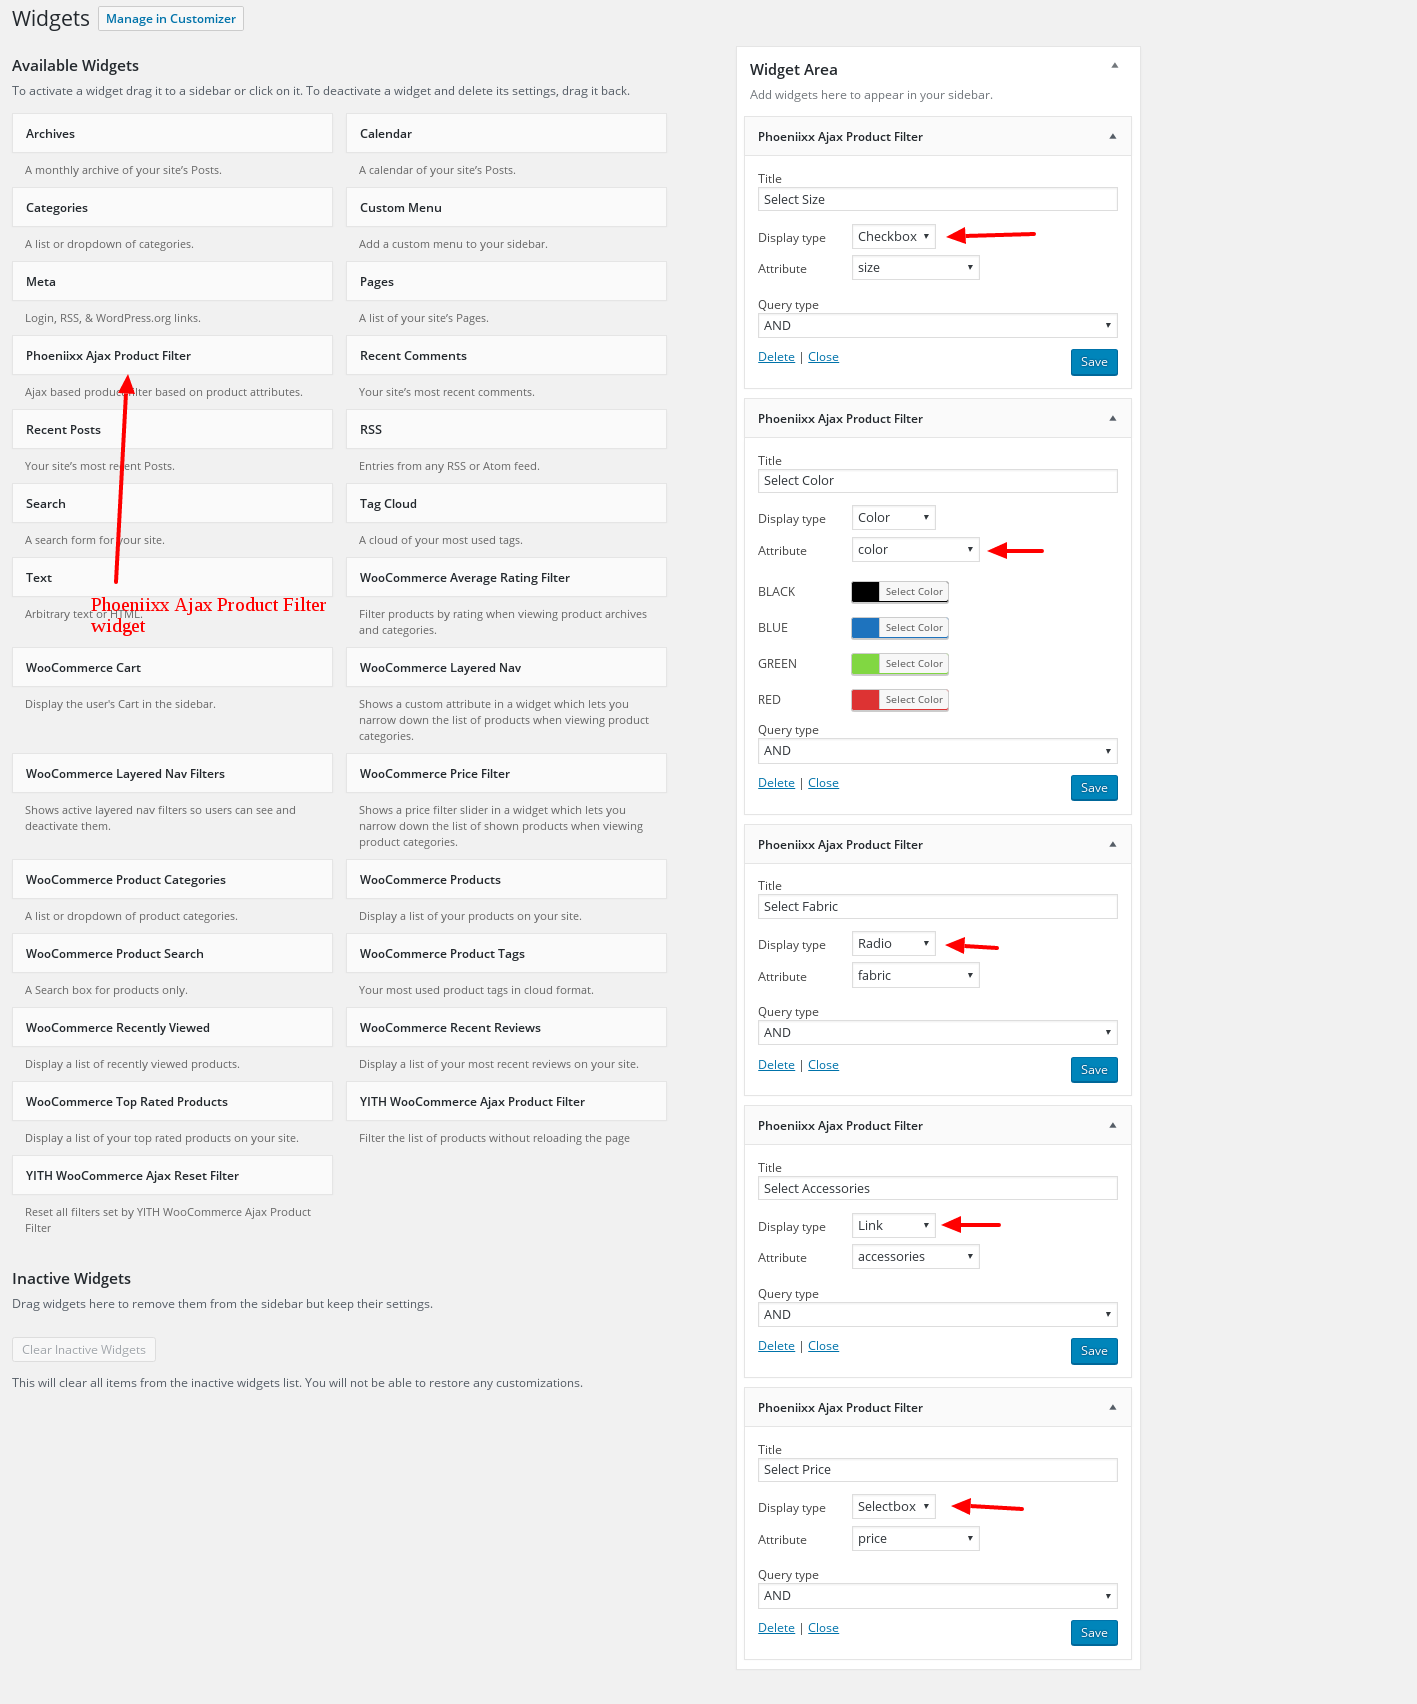 Widgets Manage in Customizer
Available Widgets
To activate a widget drag it to a sidebar or click on it. To deactivate a widget and delete its settings, drag it back.
Archives
A monthly archive of your site's Posts.
Calendar
A calendar of your site's Posts.
Categories
A list or dropdown of categories.
Custom Menu
Add a custom menu to your sidebar.
Meta
Login, RSS, & WordPress.org links.
Pages
A list of your site's Pages.
Phoeniixx Ajax Product Filter
Ajax based product filter based on product attributes.
Recent Comments
Your site's most recent comments.
Recent Posts
Your site's most recent Posts.
RSS
Entries from any RSS or Atom feed.
Search
A search form for your site.
Tag Cloud
A cloud of your most used tags.
Text
Arbitrary text or HTML.
Phoeniixx Ajax Product Filter
widget
WooCommerce Average Rating Filter
Filter products by rating when viewing product archives
and categories.
WooCommerce Cart
Display the user's Cart in the sidebar.
WooCommerce Layered Nav
Shows a custom attribute in a widget which lets you
narrow down the list of products when viewing product
categories.
WooCommerce Layered Nav Filters
Shows active layered nav filters so users can see and
deactivate them.
WooCommerce Price Filter
Shows a price filter slider in a widget which lets you
narrow down the list of shown products when viewing
product categories.
WooCommerce Product Categories
A list or dropdown of product categories.
WooCommerce Products
Display a list of your products on your site.
WooCommerce Product Search
A Search box for products only.
WooCommerce Product Tags
Your most used product tags in cloud format.
WooCommerce Recently Viewed
Display a list of recently viewed products.
WooCommerce Recent Reviews
Display a list of your most recent reviews on your site.
WooCommerce Top Rated Products
Display a list of your top rated products on your site.
YITH WooCommerce Ajax Product Filter
Filter the list of products without reloading the page
YITH WooCommerce Ajax Reset Filter
Reset all filters set by YITH WooCommerce Ajax Product
Filter
Inactive Widgets
Drag widgets here to remove them from the sidebar but keep their settings.
Clear Inactive Widgets
This will clear all items from the inactive widgets list. You will not be able to restore any customizations.
Widget Area
Add widgets here to appear in your sidebar.
Phoeniixx Ajax Product Filter
Title
Select Size
Display type Checkbox
Attribute size
Query type
AND
Delete | Close Save
Phoeniixx Ajax Product Filter
Title
Select Color
Display type Color
Attribute color
BLACK Select Color
BLUE Select Color
GREEN Select Color
RED Select Color
Query type
AND
Delete | Close Save
Phoeniixx Ajax Product Filter
Title
Select Fabric
Display type Radio
Attribute fabric
Query type
AND
Delete | Close Save
Phoeniixx Ajax Product Filter
Title
Select Accessories
Display type Link
Attribute accessories
Query type
AND
Delete | Close Save
Phoeniixx Ajax Product Filter
Title
Select Price
Display type Selectbox
Attribute price
Query type
AND
Delete | Close Save